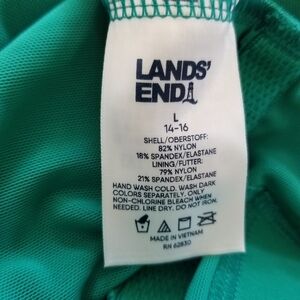 LANDS'
END
L
14-16
SHELL/OBERSTOFF:
82% NYLON
18% SPANDEX/ELASTANE
LINING/FUTTER:
79% NYLON
21% SPANDEX/ELASTANE
HAND WASH COLD. WASH DARK
COLORS SEPARATELY. ONLY
NON-CHLORINE BLEACH WHEN
NEEDED. LINE DRY. DO NOT IRON.
MADE IN VIETNAM
RN 62830